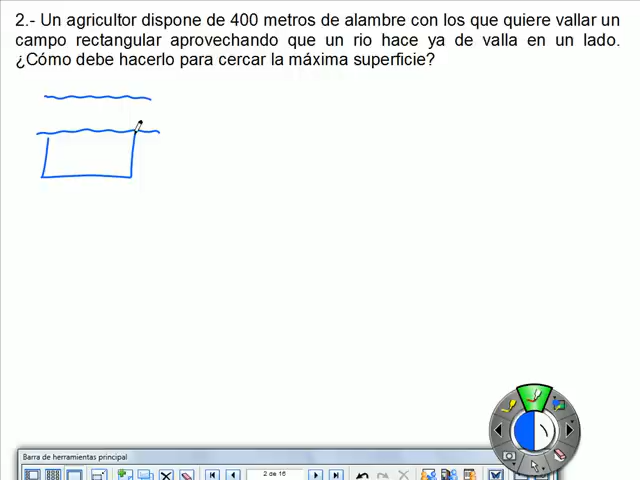 2.- Un agricultor dispone de 400 metros de alambre con los que quiere vallar un
campo rectangular aprovechando que un rio hace ya de valla en un lado.
¿Cómo debe hacerlo para cercar la máxima superficie?
Barra de herramientas principal
2 de 16